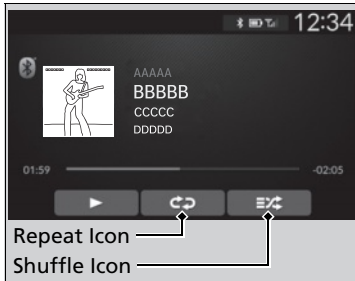 12:34
AAAAA
BBBBB
CCCCC
DDDDD
01:59 -02:05
Repeat Icon
Shuffle Icon